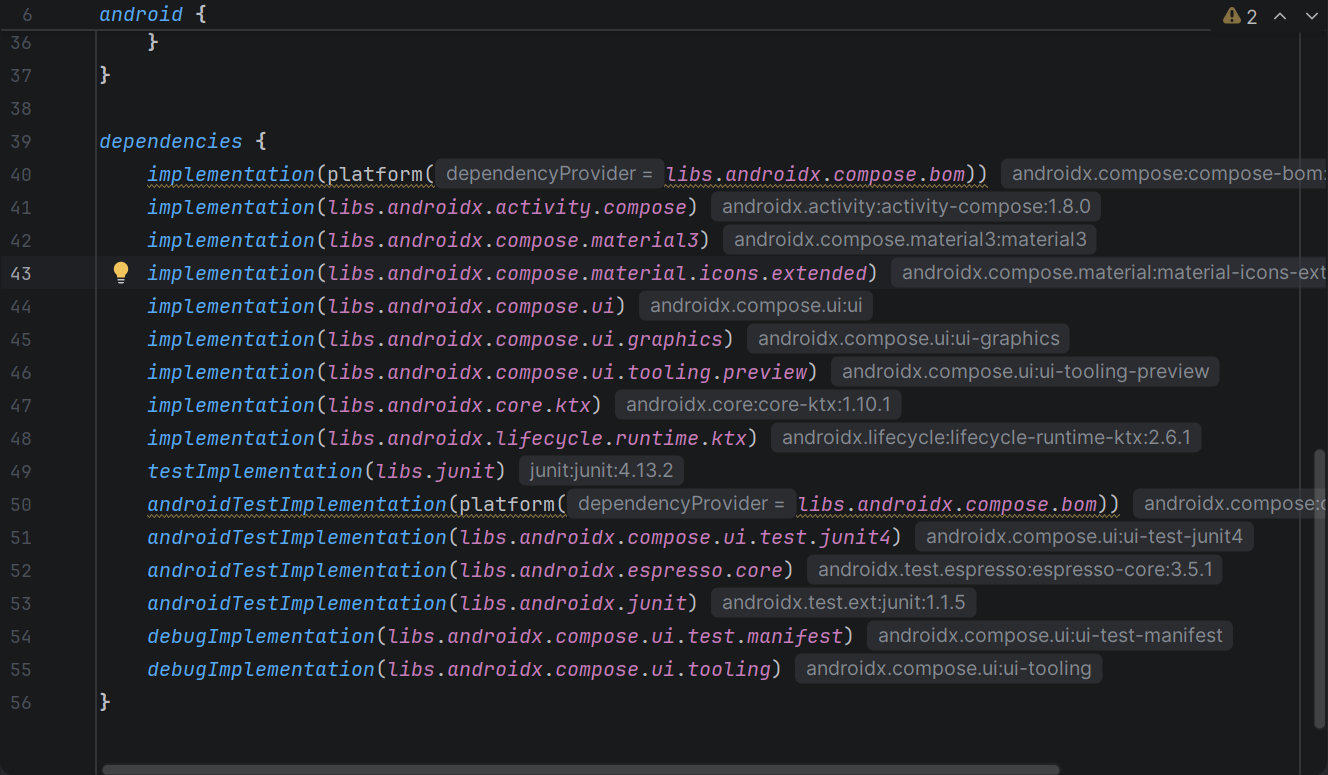 6 android { 2
36 }
37 }
38
39 dependencies {
40 implementation(platform( dependencyProvider = libs.androidx.compose.bom)) androidx.compose:compose-bom:
41 implementation(libs.androidx.activity.compose) androidx.activity:activity-compose:1.8.0
42 implementation(libs.androidx.compose.material3) androidx.compose.material3:material3
43 implementation(libs.androidx.compose.material.icons.extended) androidx.compose.material:material-icons-ext
44 implementation(libs.androidx.compose.ui) androidx.compose.ui:ui
45 implementation(libs.androidx.compose.ui.graphics) androidx.compose.ui:ui-graphics
46 implementation(libs.androidx.compose.ui.tooling.preview) androidx.compose.ui:ui-tooling-preview
47 implementation(libs.androidx.core.ktx) androidx.core:core-ktx:1.10.1
48 implementation(libs.androidx.lifecycle.runtime.ktx) androidx.lifecycle:lifecycle-runtime-ktx:2.6.1
49 testImplementation(libs.junit) junit:junit:4.13.2
50 androidTestImplementation(platform( dependencyProvider = libs.androidx.compose.bom)) androidx.compose:c
51 androidTestImplementation(libs.androidx.compose.ui.test.junit4) androidx.compose.ui:ui-test-junit4
52 androidTestImplementation(libs.androidx.espresso.core) androidx.test.espresso:espresso-core:3.5.1
53 androidTestImplementation(libs.androidx.junit) androidx.test.ext:junit:1.1.5
54 debugImplementation(libs.androidx.compose.ui.test.manifest) androidx.compose.ui:ui-test-manifest
55 debugImplementation(libs.androidx.compose.ui.tooling) androidx.compose.ui:ui-tooling
56 }